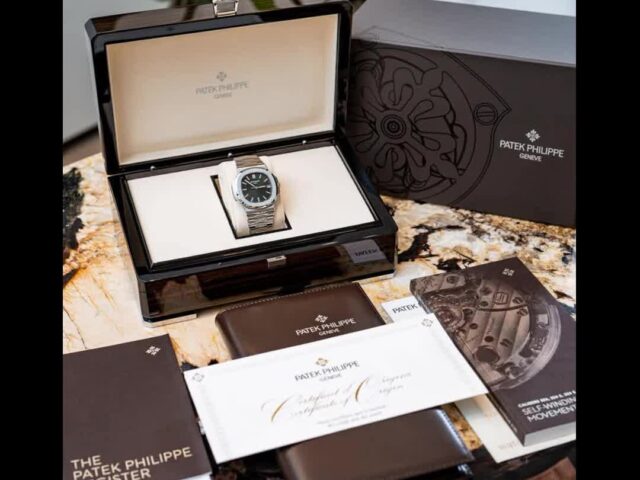 PATEK PHILIPPE
GENEVE
PATEK PHILIPPE
GENEVE
PATEK PHILIPPE
GENEVE
PATEK
PATEK PHILIPPE
GENEVE
Certificat d'Origine
Certificate of Origin
SELF-WINDING
MOVEMENT
THE
PATEK PHILIPPE